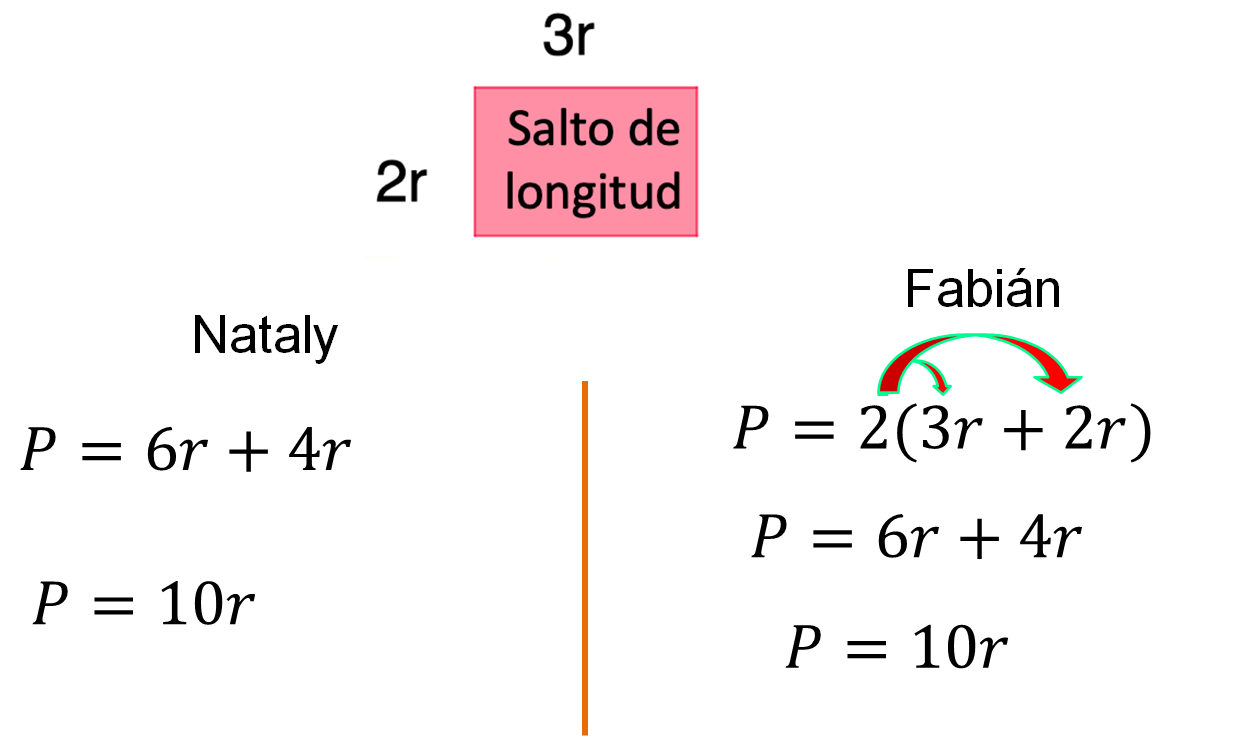 3r
2r
Salto de
longitud
Nataly
P = 6r + 4r
P = 10r
Fabián
P = 2(3r + 2r)
P = 6r + 4r
P = 10r